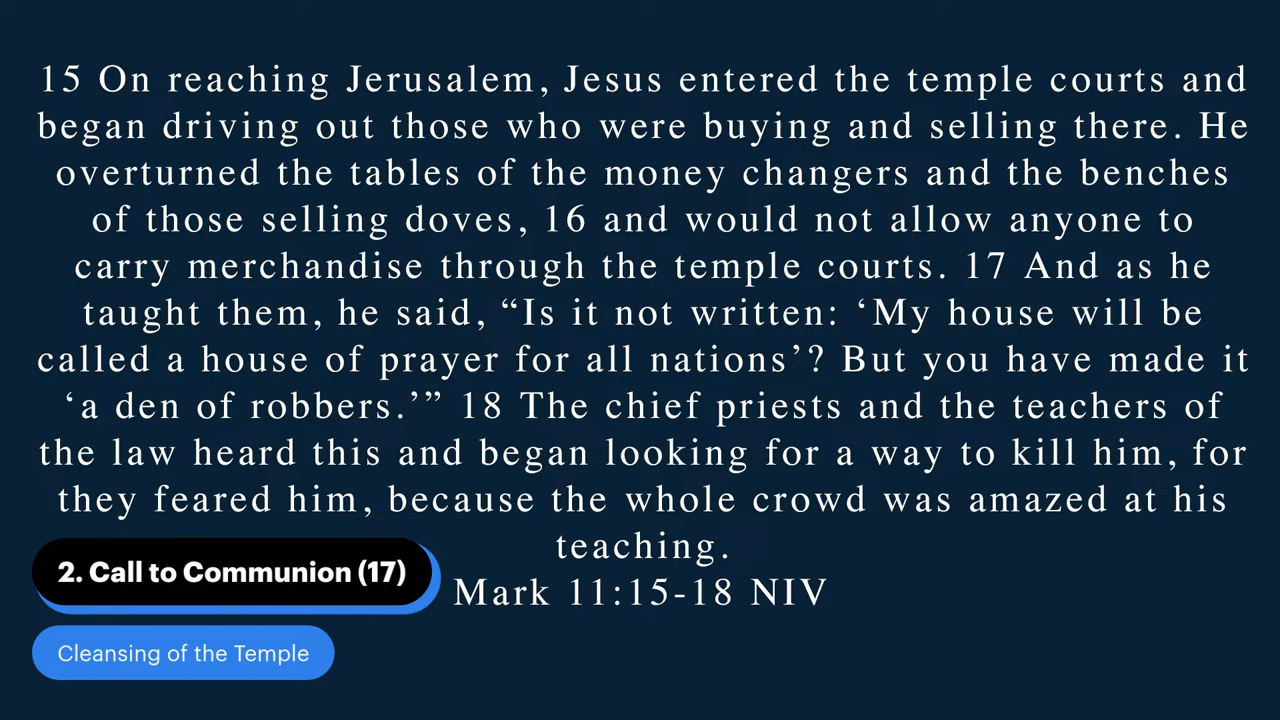 15 On reaching Jerusalem, Jesus entered the temple courts and
began driving out those who were buying and selling there. He
overturned the tables of the money changers and the benches
of those selling doves, 16 and would not allow anyone to
carry merchandise through the temple courts. 17 And as he
taught them, he said, “Is it not written: ‘My house will be
called a house of prayer for all nations’? But you have made it
‘a den of robbers.’” 18 The chief priests and the teachers of
the law heard this and began looking for a way to kill him, for
they feared him, because the whole crowd was amazed at his
teaching.
Mark 11:15-18 NIV
2. Call to Communion (17)
Cleansing of the Temple